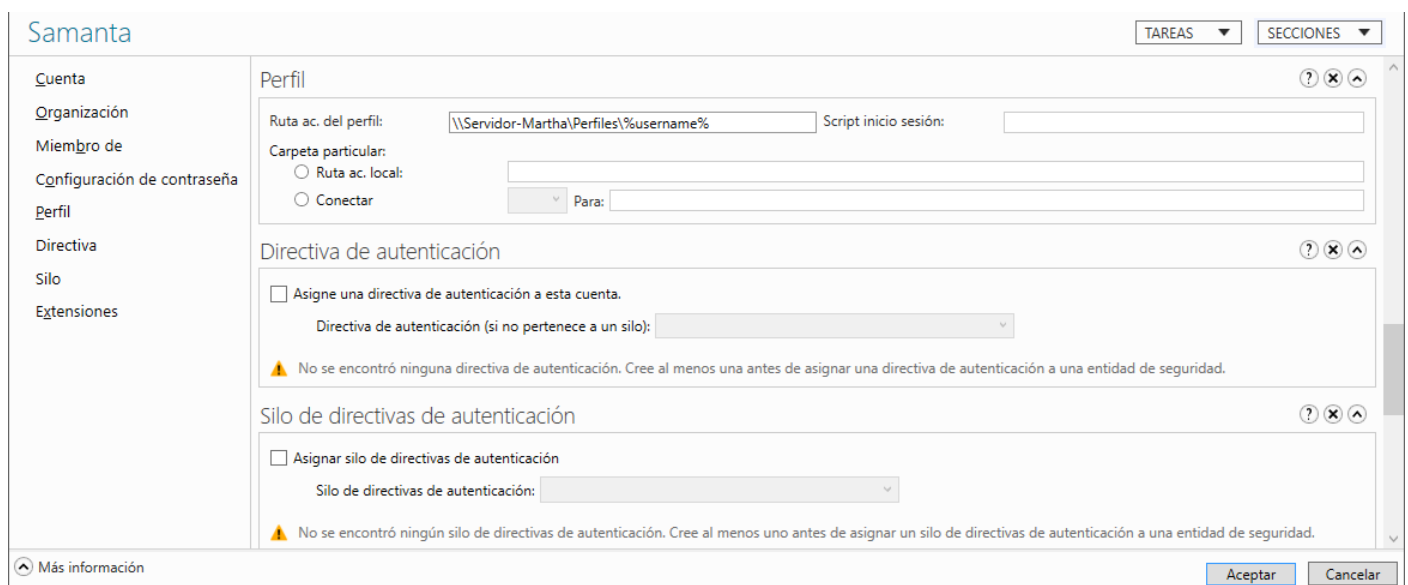 Samanta
TAREAS
SECCIONES
Cuenta
Organización
Miembro de
Configuración de contraseña
Perfil
Directiva
Silo
Extensiones
Perfil
Ruta ac. del perfil: \\Servidor-Martha\Perfiles\%username% Script inicio sesión:
Carpeta particular:
Ruta ac. local:
Conectar Para:
Directiva de autenticación
Asigne una directiva de autenticación a esta cuenta.
Directiva de autenticación (si no pertenece a un silo):
No se encontró ninguna directiva de autenticación. Cree al menos una antes de asignar una directiva de autenticación a una entidad de seguridad.
Silo de directivas de autenticación
Asignar silo de directivas de autenticación
Silo de directivas de autenticación:
No se encontró ningún silo de directivas de autenticación. Cree al menos uno antes de asignar un silo de directivas de autenticación a una entidad de seguridad.
Más información
Aceptar
Cancelar